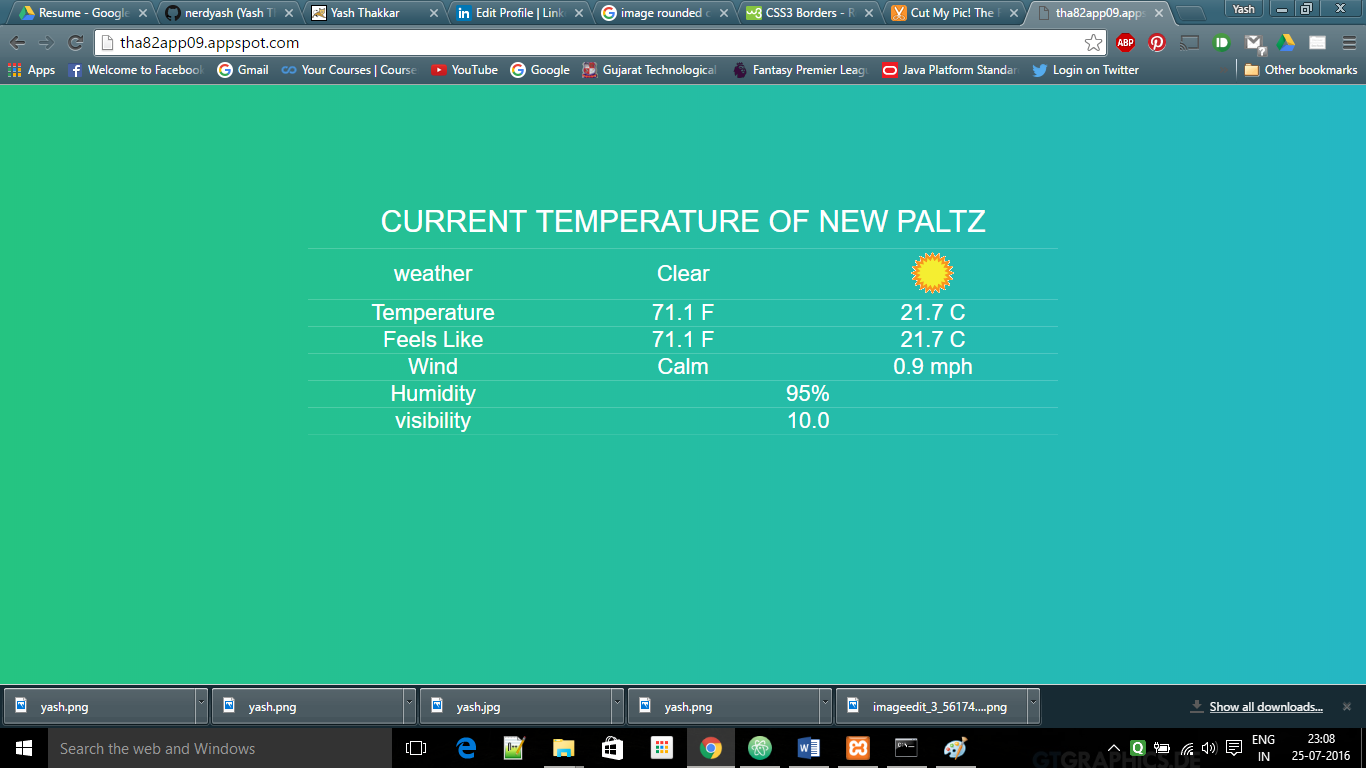 Resume - Google
nerdyash (Yash T
Yash Thakkar
Edit Profile | Link
image rounded c
CSS3 Borders - R
Cut My Pic! The F
tha82app09.apps
Yash
tha82app09.appspot.com
ABP
Apps
Welcome to Facebook
Gmail
Your Courses | Course
YouTube
Google
Gujarat Technological
Fantasy Premier Leag
Java Platform Standar
Login on Twitter
Other bookmarks
CURRENT TEMPERATURE OF NEW PALTZ
weather Clear
Temperature 71.1 F 21.7 C
Feels Like 71.1 F 21.7 C
Wind Calm 0.9 mph
Humidity 95%
visibility 10.0
yash.png
yash.png
yash.jpg
yash.png
imageedit_3_56174....png
Show all downloads...
Search the web and Windows
ENG
IN
23:08
25-07-2016
GTGRAPHICS.DE